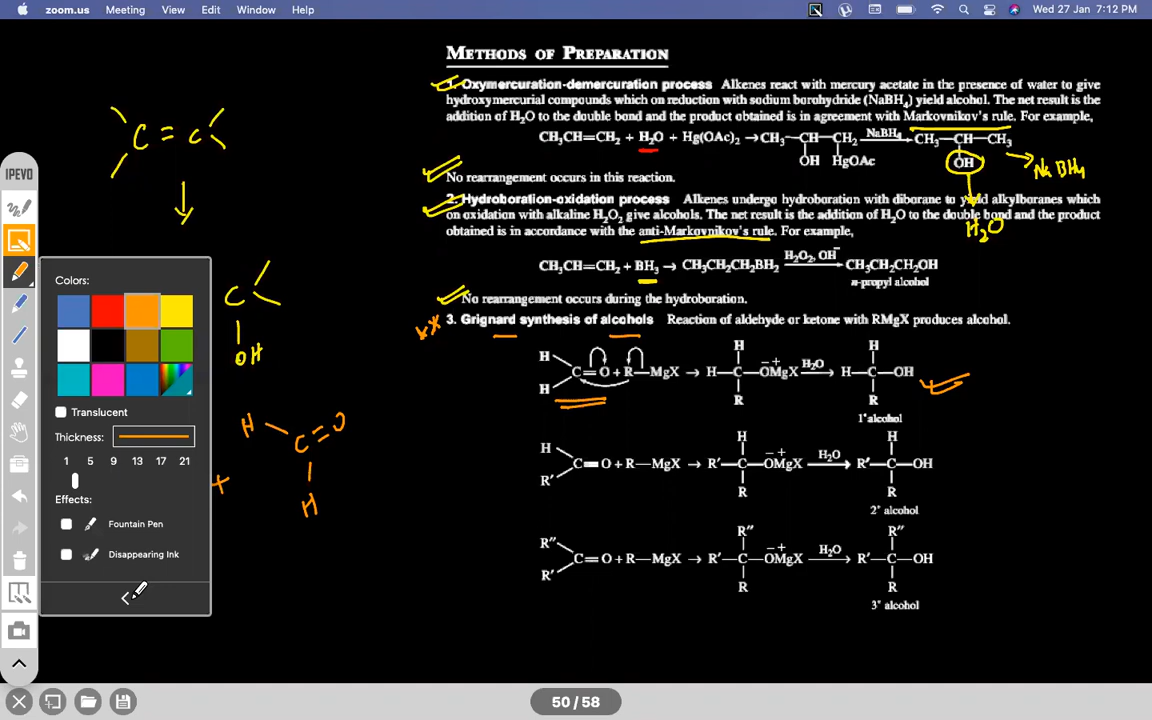 zoom.us Meeting View Edit Window Help Wed 27 Jan 7:12 PM
METHODS OF PREPARATION
1. Oxymercuration-demercuration process Alkenes react with mercury acetate in the presence of water to give
hydroxymercurial compounds which on reduction with sodium borohydride (NaBH₄) yield alcohol. The net result is the
addition of H₂O to the double bond and the product obtained is in agreement with Markovnikov's rule. For example,
CH₃CH=CH₂ + H₂O + Hg(OAc)₂ → CH₃—CH—CH₂ NaBH₄ → CH₃—CH—CH₃
OH HgOAc OH
NaBH₄
No rearrangement occurs in this reaction.
2. Hydroboration-oxidation process Alkenes undergo hydroboration with diborane to yield alkylboranes which
on oxidation with alkaline H₂O₂ give alcohols. The net result is the addition of H₂O to the double bond and the product
obtained is in accordance with the anti-Markovnikov's rule. For example,
H₂O
CH₃CH=CH₂ + BH₃ → CH₃CH₂CH₂BH₂ H₂O₂, OH⁻ → CH₃CH₂CH₂OH
n-propyl alcohol
No rearrangement occurs during the hydroboration.
3. Grignard synthesis of alcohols Reaction of aldehyde or ketone with RMgX produces alcohol.
H H H
C=O + R—MgX → H—C—O⁻MgX⁺ H₂O → H—C—OH
H R R
1° alcohol
H H H
C=O + R—MgX → R′—C—O⁻MgX⁺ H₂O → R′—C—OH
R′ R R
2° alcohol
R″ R″ R″
C=O + R—MgX → R′—C—O⁻MgX⁺ H₂O → R′—C—OH
R′ R R
3° alcohol
C=C
C
OH
H C=O
+
H
IPEVO
Colors:
Translucent
Thickness:
1 5 9 13 17 21
Effects:
Fountain Pen
Disappearing Ink
50 / 58